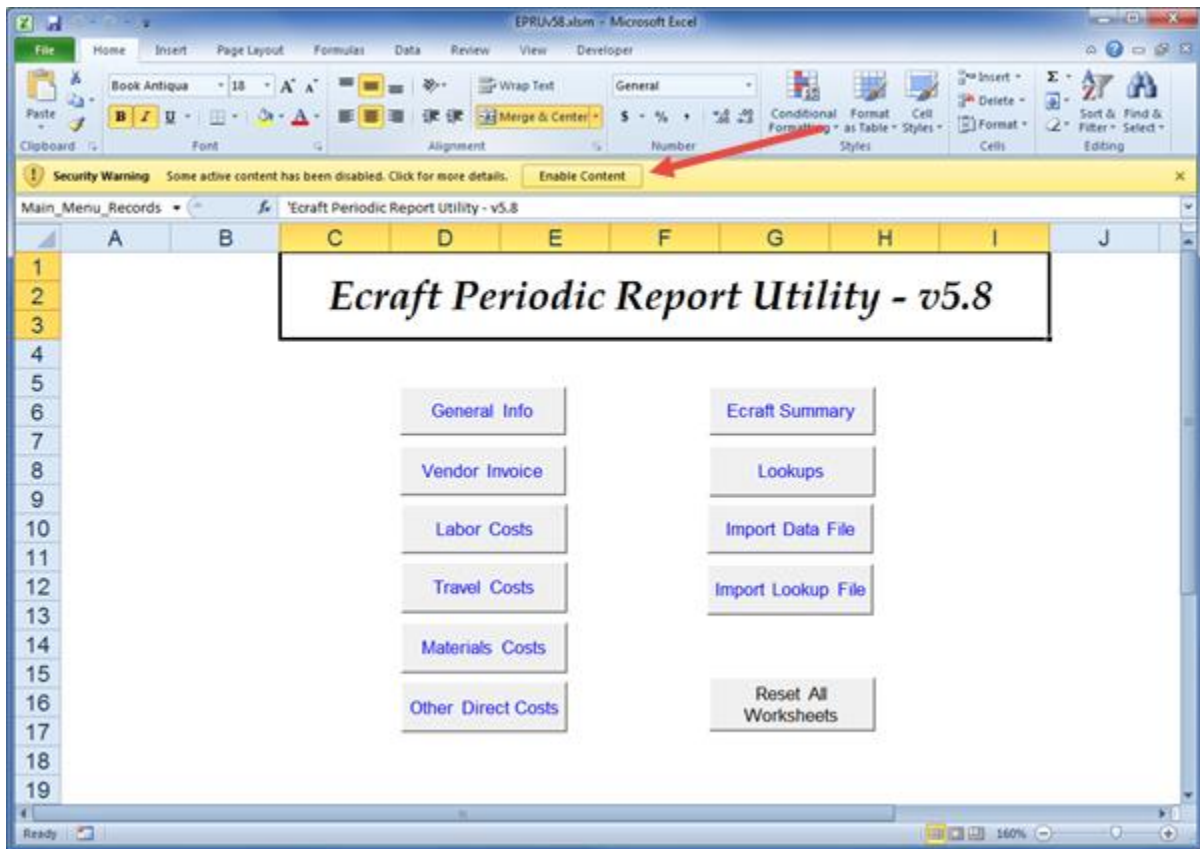 EPRUv58.xlsm - Microsoft Excel
File Home Insert Page Layout Formulas Data Review View Developer
Paste
Book Antiqua 18 A A
B I U A
Wrap Text
Merge & Center
General
$ % , .0 .00
Conditional Formatting
Format as Table
Cell Styles
Insert
Delete
Format
Σ
Sort & Filter
Find & Select
Clipboard Font Alignment Number Styles Cells Editing
Security Warning Some active content has been disabled. Click for more details. Enable Content
Main_Menu_Records fx 'Ecraft Periodic Report Utility - v5.8
A B C D E F G H I J
1
2
3
Ecraft Periodic Report Utility - v5.8
4
5
6
General Info Ecraft Summary
7
8
Vendor Invoice Lookups
9
10
Labor Costs Import Data File
11
12
Travel Costs Import Lookup File
13
14
Materials Costs
15
16
Other Direct Costs Reset All
Worksheets
17
18
19
Ready 160%